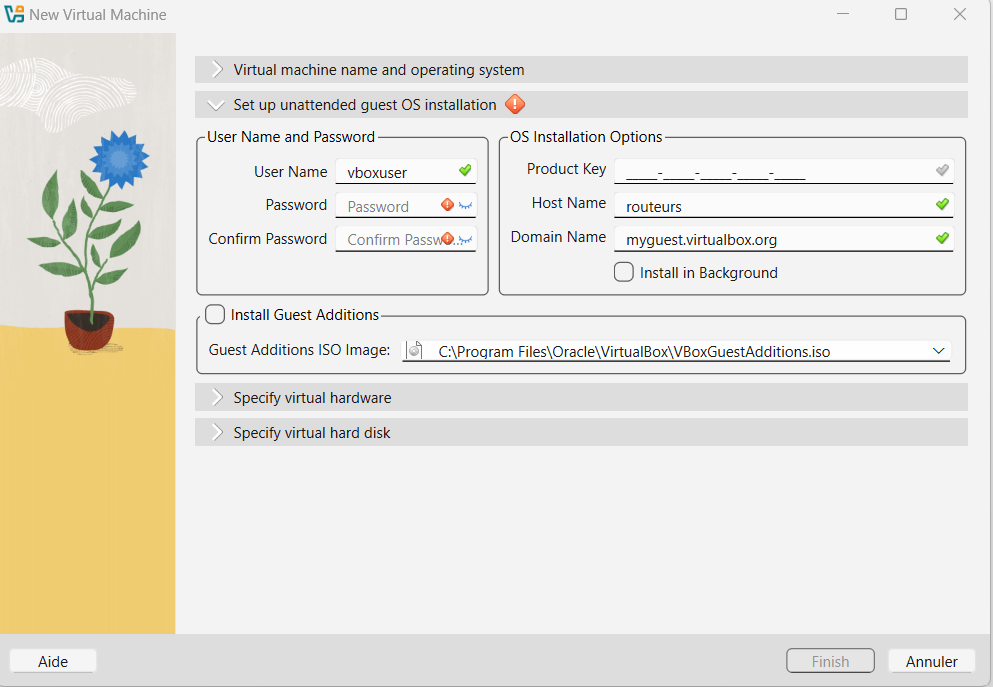 New Virtual Machine
Virtual machine name and operating system
Set up unattended guest OS installation
User Name and Password
User Name vboxuser
Password Password
Confirm Password Confirm Passw...
OS Installation Options
Product Key _____-_____-_____-_____-_____
Host Name routeurs
Domain Name myguest.virtualbox.org
Install in Background
Install Guest Additions
Guest Additions ISO Image: C:\Program Files\Oracle\VirtualBox\VBoxGuestAdditions.iso
Specify virtual hardware
Specify virtual hard disk
Aide Finish Annuler